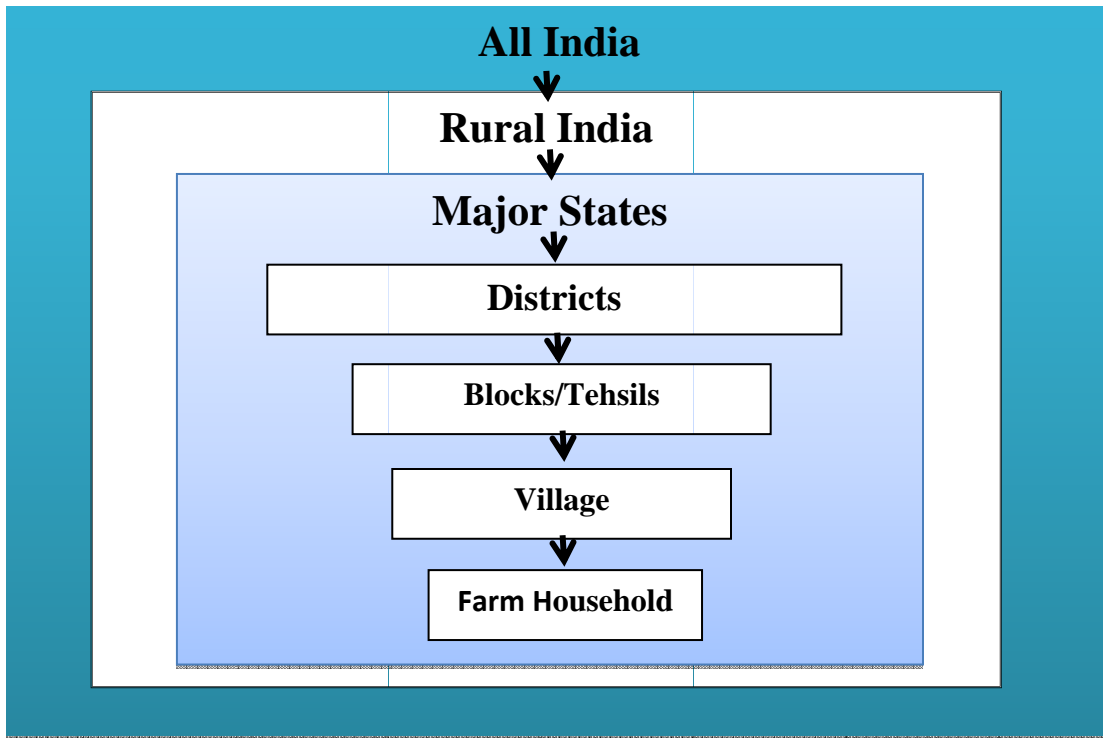 All India
Rural India
Major States
Districts
Blocks/Tehsils
Village
Farm Household